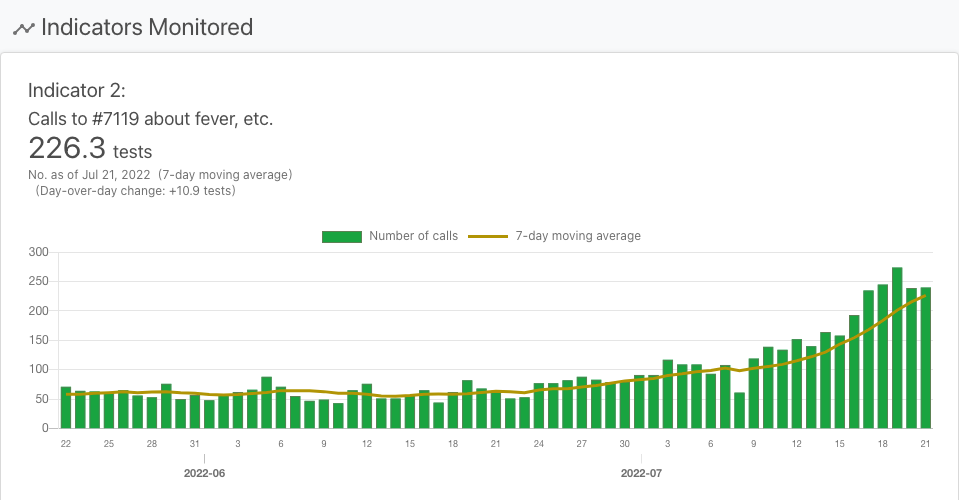 Indicators Monitored
Indicator 2:
Calls to #7119 about fever, etc.
226.3 tests
No. as of Jul 21, 2022 (7-day moving average)
(Day-over-day change: +10.9 tests)
Number of calls 7-day moving average
300
250
200
150
100
50
0
22 25 28 31 3 6 9 12 15 18 21 24 27 30 3 6 9 12 15 18 21
2022-06 2022-07